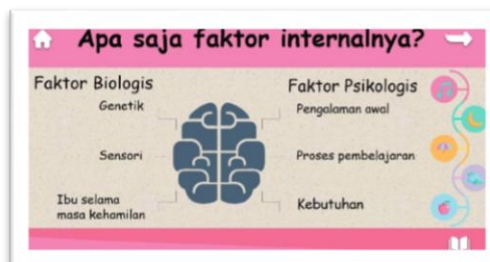 Apa saja faktor internalnya?
Faktor Biologis
Genetik
Sensori
Ibu selama
masa kehamilan
Faktor Psikologis
Pengalaman awal
Proses pembelajaran
Kebutuhan